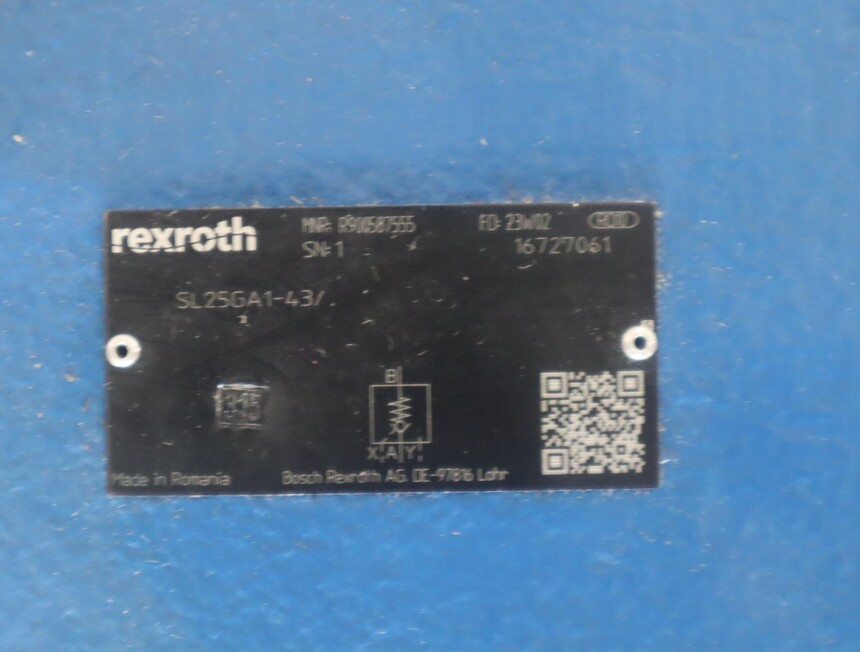 rexroth
MNR: R900587555 FD: 23W02
SN: 1 16727061
SL25GA1-43/
315
B
X A Y
Made in Romania Bosch Rexroth AG. DE-97816 Lohr